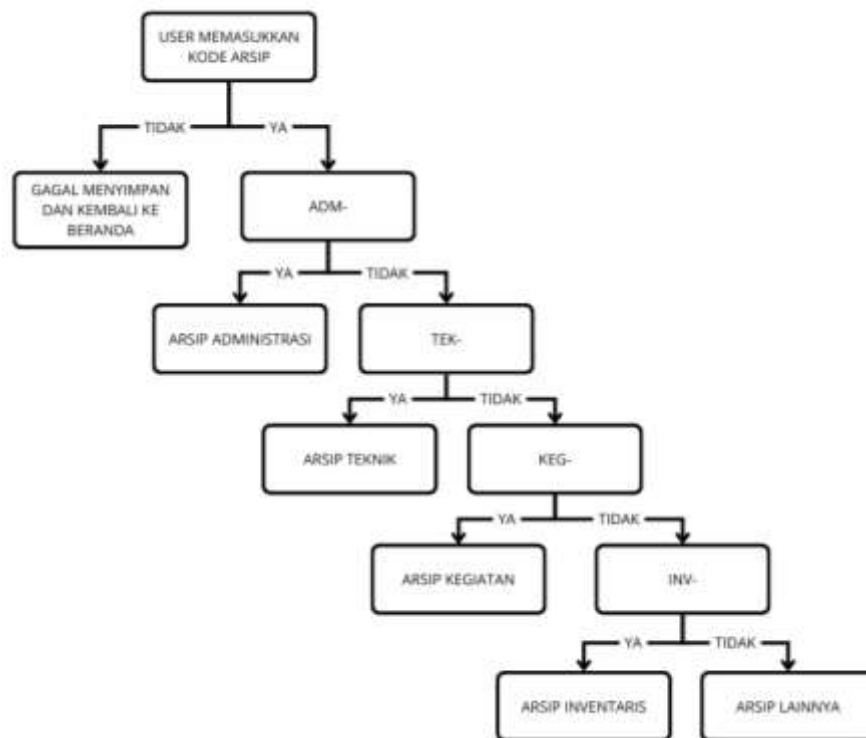 USER MEMASUKKAN
KODE ARSIP
TIDAK
YA
GAGAL MENYIMPAN
DAN KEMBALI KE
BERANDA
ADM-
YA
TIDAK
ARSIP ADMINISTRASI
TEK-
YA
TIDAK
ARSIP TEKNIK
KEG-
YA
TIDAK
ARSIP KEGIATAN
INV-
YA
TIDAK
ARSIP INVENTARIS
ARSIP LAINNYA